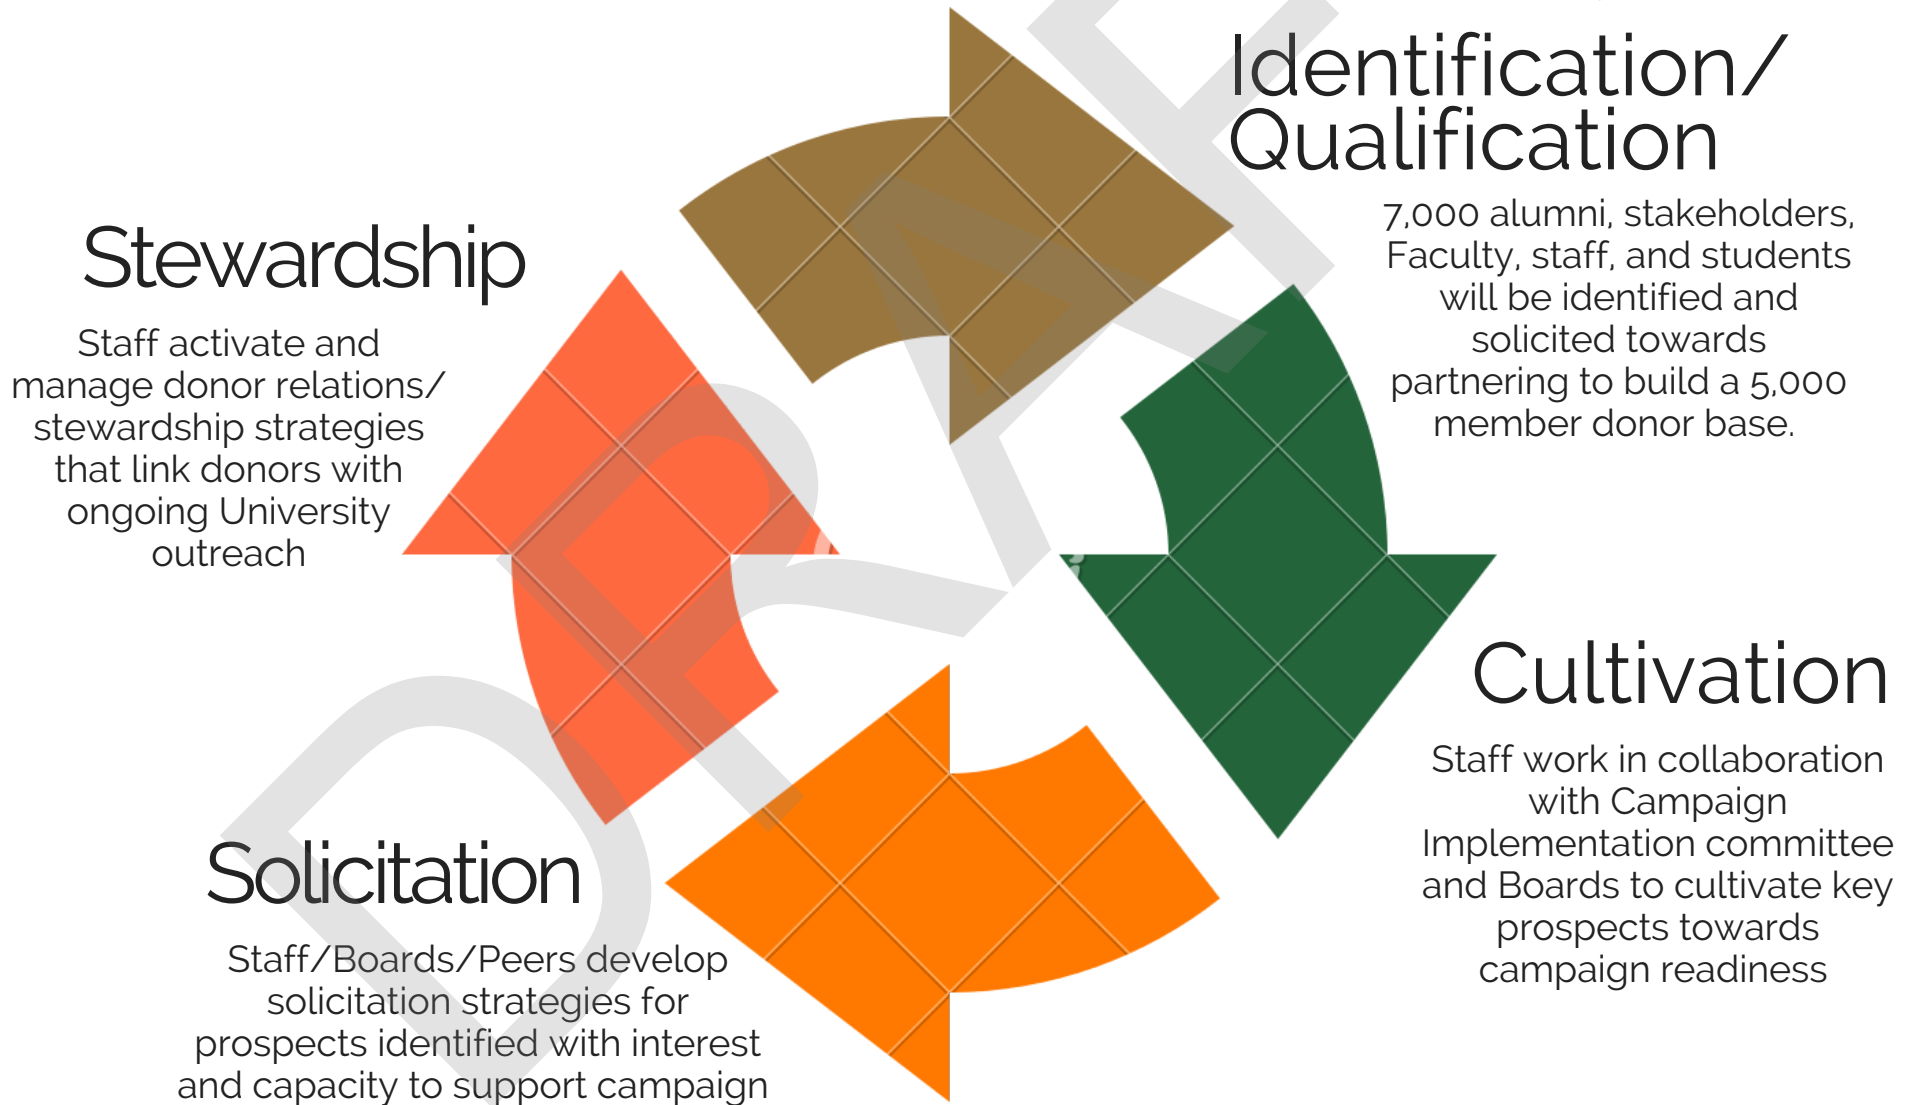 Identification/
Qualification
7,000 alumni, stakeholders,
Faculty, staff, and students
will be identified and
solicited towards
partnering to build a 5,000
member donor base.
Cultivation
Staff work in collaboration
with Campaign
Implementation committee
and Boards to cultivate key
prospects towards
campaign readiness
Solicitation
Staff/Boards/Peers develop
solicitation strategies for
prospects identified with interest
and capacity to support campaign
Stewardship
Staff activate and
manage donor relations/
stewardship strategies
that link donors with
ongoing University
outreach
DRAF